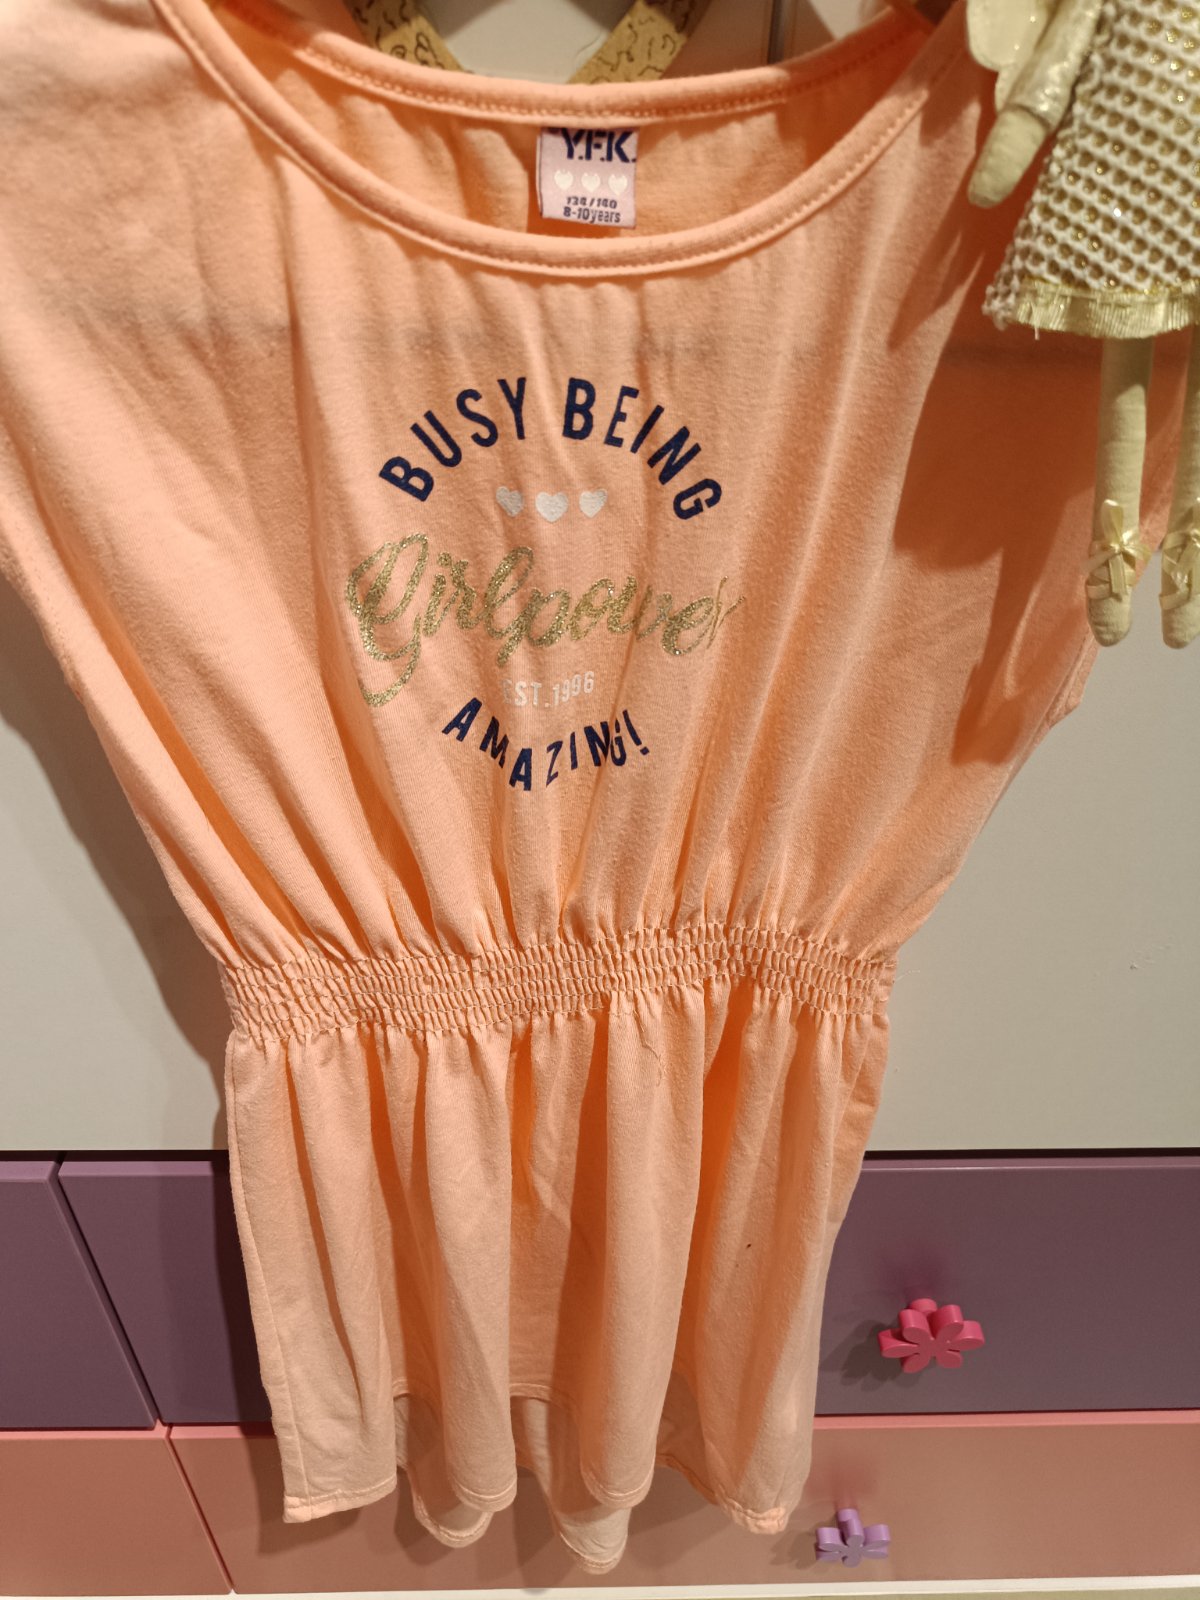 Y.F.K.
134/140
8-10years
BUSY BEING
Girlpower
EST.1996
AMAZING!